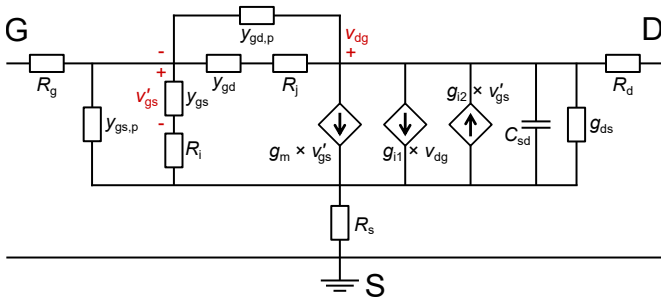 G
D
y_gd,p
v_dg
-
+
+
R_g
y_gd
R_j
R_d
v'_gs
y_gs
y_gs,p
-
R_i
g_m × v'_gs
g_i1 × v_dg
g_i2 × v'_gs
C_sd
g_ds
R_s
S